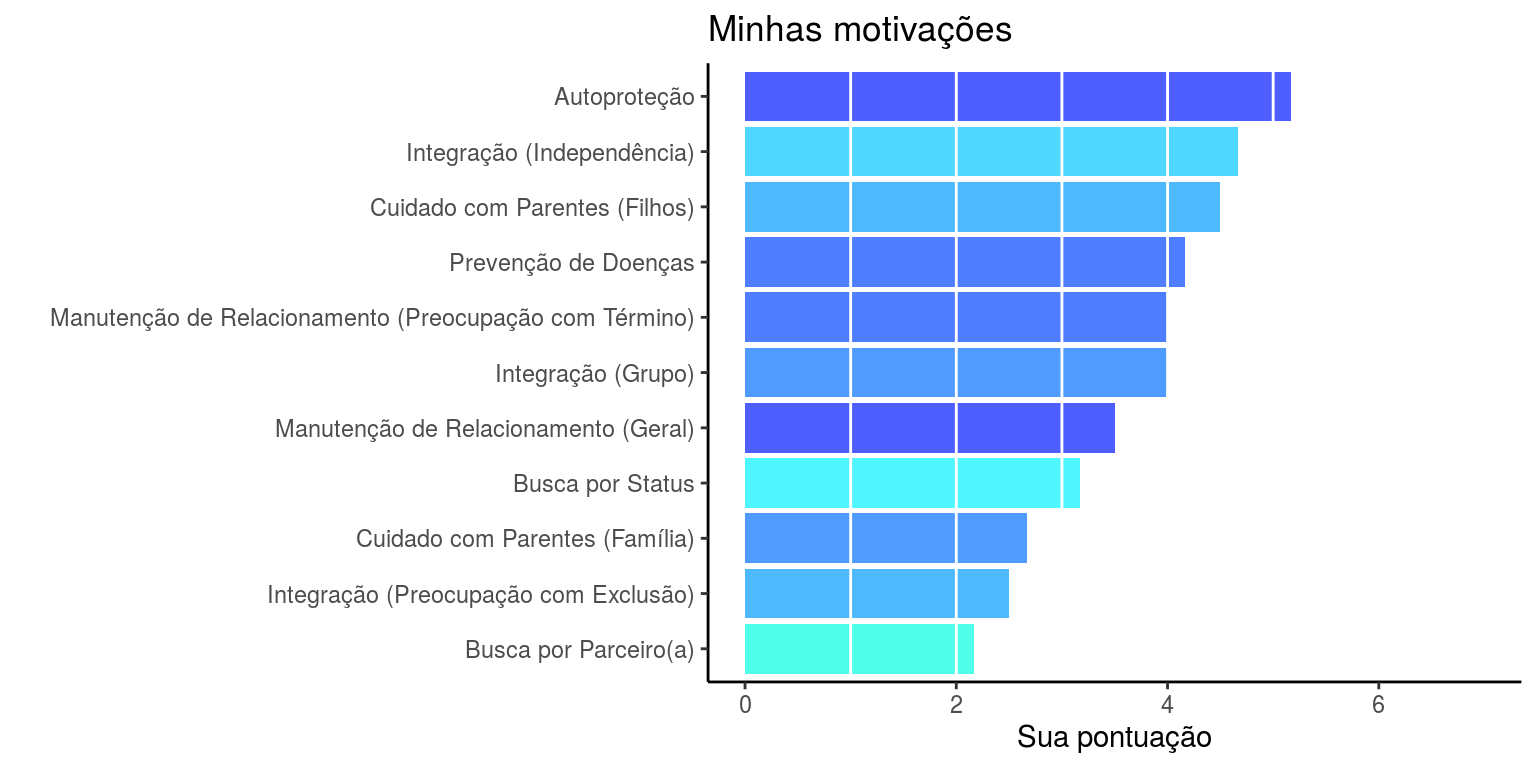 Minhas motivações
Autoproteção
Integração (Independência)
Cuidado com Parentes (Filhos)
Prevenção de Doenças
Manutenção de Relacionamento (Preocupação com Término)
Integração (Grupo)
Manutenção de Relacionamento (Geral)
Busca por Status
Cuidado com Parentes (Família)
Integração (Preocupação com Exclusão)
Busca por Parceiro(a)
0 2 4 6
Sua pontuação